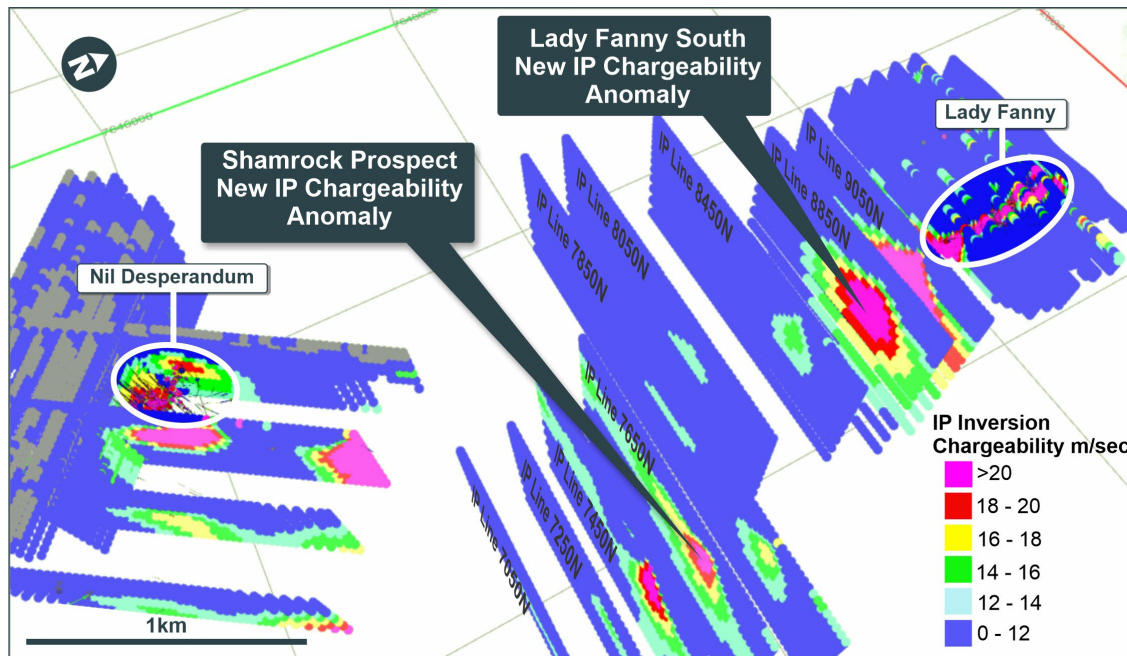 N
7646000
7646000
Lady Fanny South
New IP Chargeability
Anomaly
Lady Fanny
Shamrock Prospect
New IP Chargeability
Anomaly
Nil Desperandum
IP Line 7850N
IP Line 8050N
IP Line 8450N
IP Line 8850N
IP Line 9050N
IP Line 7050N
IP Line 7250N
IP Line 7450N
IP Line 7650N
IP Inversion
Chargeability m/sec
>20
18 - 20
16 - 18
14 - 16
12 - 14
0 - 12
1km